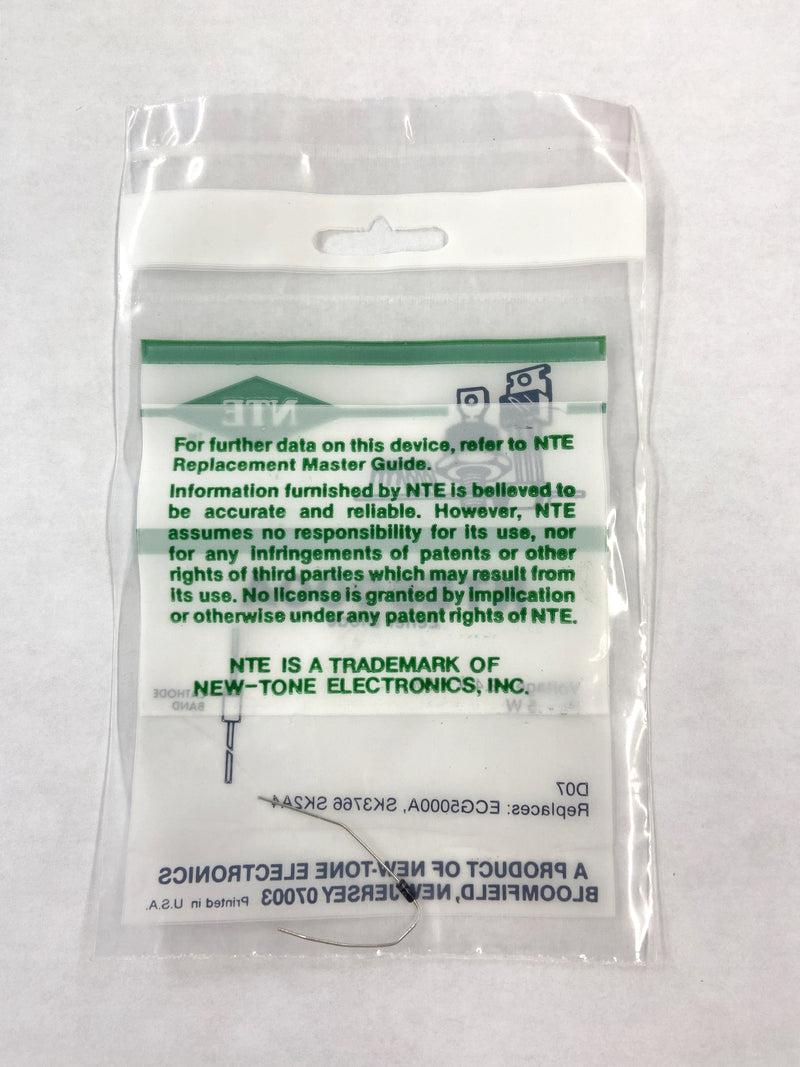 NTE
For further data on this device, refer to NTE
Replacement Master Guide.
Information furnished by NTE is believed to
be accurate and reliable. However, NTE
assumes no responsibility for its use, nor
for any infringements of patents or other
rights of third parties which may result from
its use. No license is granted by implication
or otherwise under any patent rights of NTE.
NTE IS A TRADEMARK OF
NEW-TONE ELECTRONICS, INC.
CATHODE
BAND
D07
Replaces: ECG5000A, SK3766 SK2A4
A PRODUCT OF NEW-TONE ELECTRONICS
BLOOMFIELD, NEW JERSEY 07003 Printed in U.S.A.